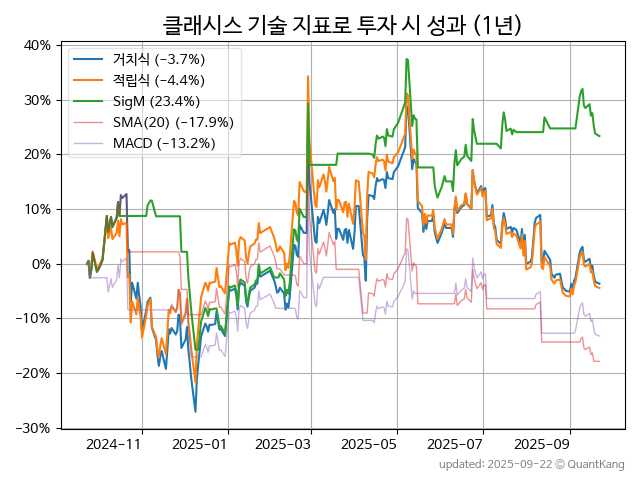 클래시스 기술 지표로 투자 시 성과 (1년)
40%
30%
20%
10%
0%
−10%
−20%
−30%
거치식 (−3.7%)
적립식 (−4.4%)
SigM (23.4%)
SMA(20) (−17.9%)
MACD (−13.2%)
2024-11
2025-01
2025-03
2025-05
2025-07
2025-09
updated: 2025-09-22 © QuantKang